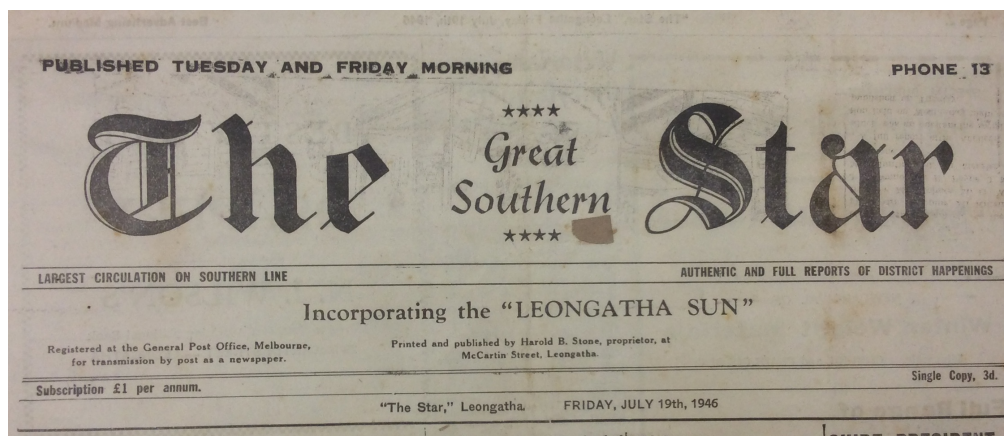 PUBLISHED TUESDAY AND FRIDAY MORNING PHONE 13
The Great Southern Star
LARGEST CIRCULATION ON SOUTHERN LINE AUTHENTIC AND FULL REPORTS OF DISTRICT HAPPENINGS
Incorporating the "LEONGATHA SUN"
Registered at the General Post Office, Melbourne,
for transmission by post as a newspaper.
Printed and published by Harold B. Stone, proprietor, at
McCartin Street, Leongatha.
Subscription £1 per annum. Single Copy, 3d.
"The Star," Leongatha. FRIDAY, JULY 19th, 1946